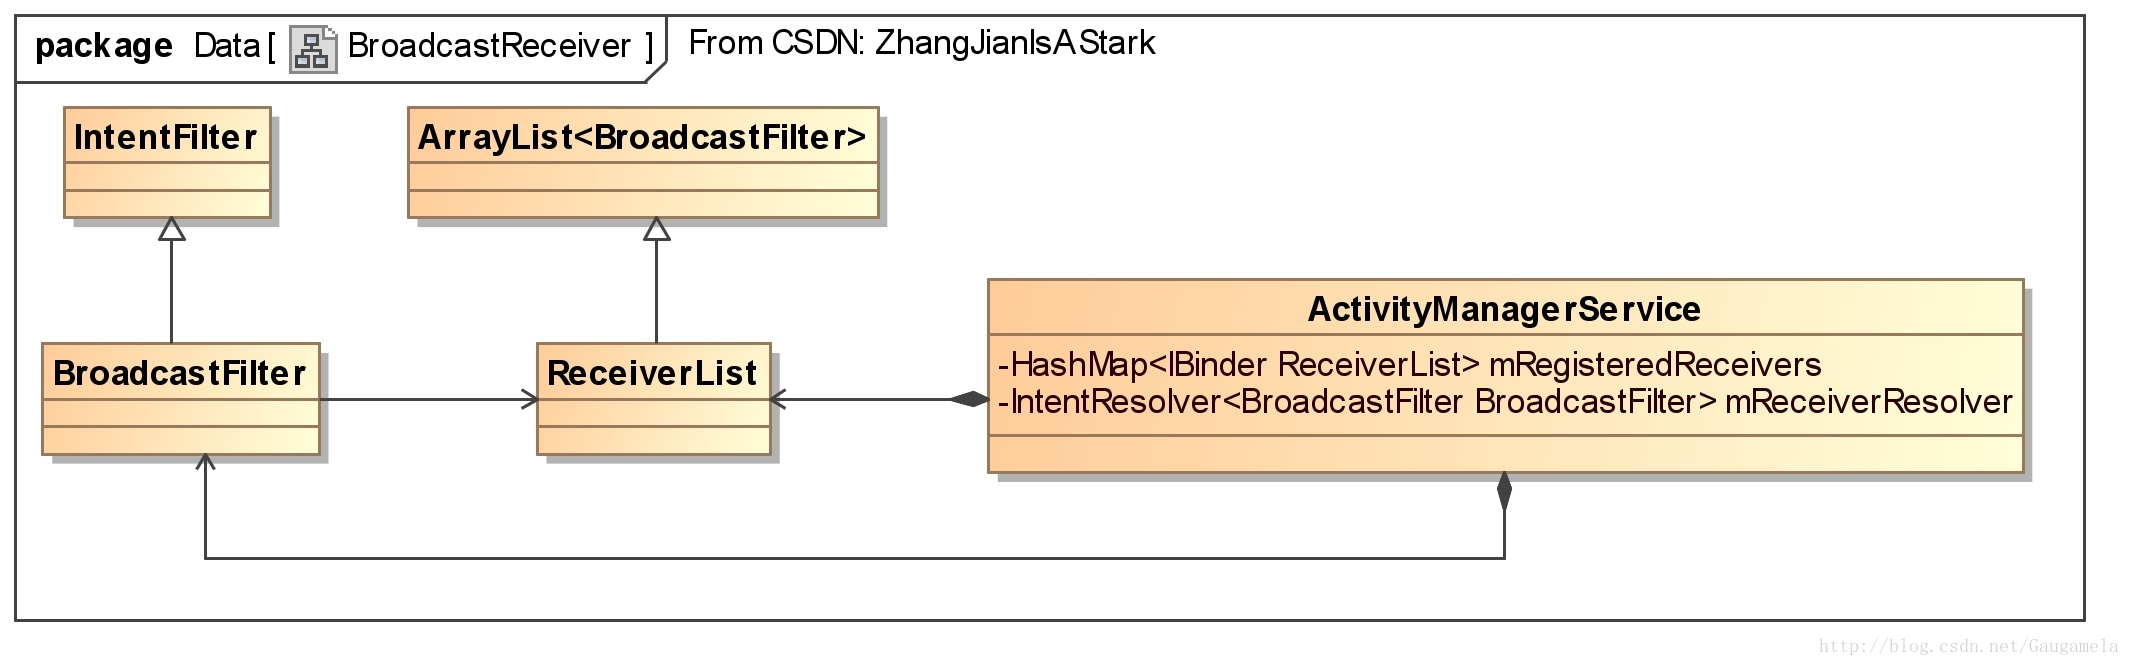 package Data[ BroadcastReceiver ]
From CSDN: ZhangJianIsAStark
IntentFilter
ArrayList<BroadcastFilter>
ActivityManagerService
-HashMap<IBinder ReceiverList> mRegisteredReceivers
-IntentResolver<BroadcastFilter BroadcastFilter> mReceiverResolver
BroadcastFilter
ReceiverList
http://blog.csdn.net/Gaugamela